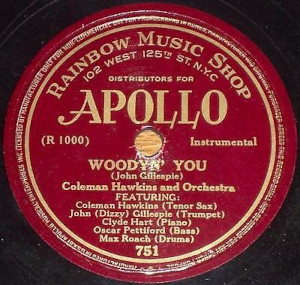 RAINBOW MUSIC SHOP
102 WEST 125TH ST. N.Y.C
DISTRIBUTORS FOR
APOLLO
(R 1000) Instrumental
WOODYN' YOU
(John Gillespie)
Coleman Hawkins and Orchestra
FEATURING:
Coleman Hawkins (Tenor Sax)
John (Dizzy) Gillespie (Trumpet)
Clyde Hart (Piano)
Oscar Pettiford (Bass)
Max Roach (Drums)
751